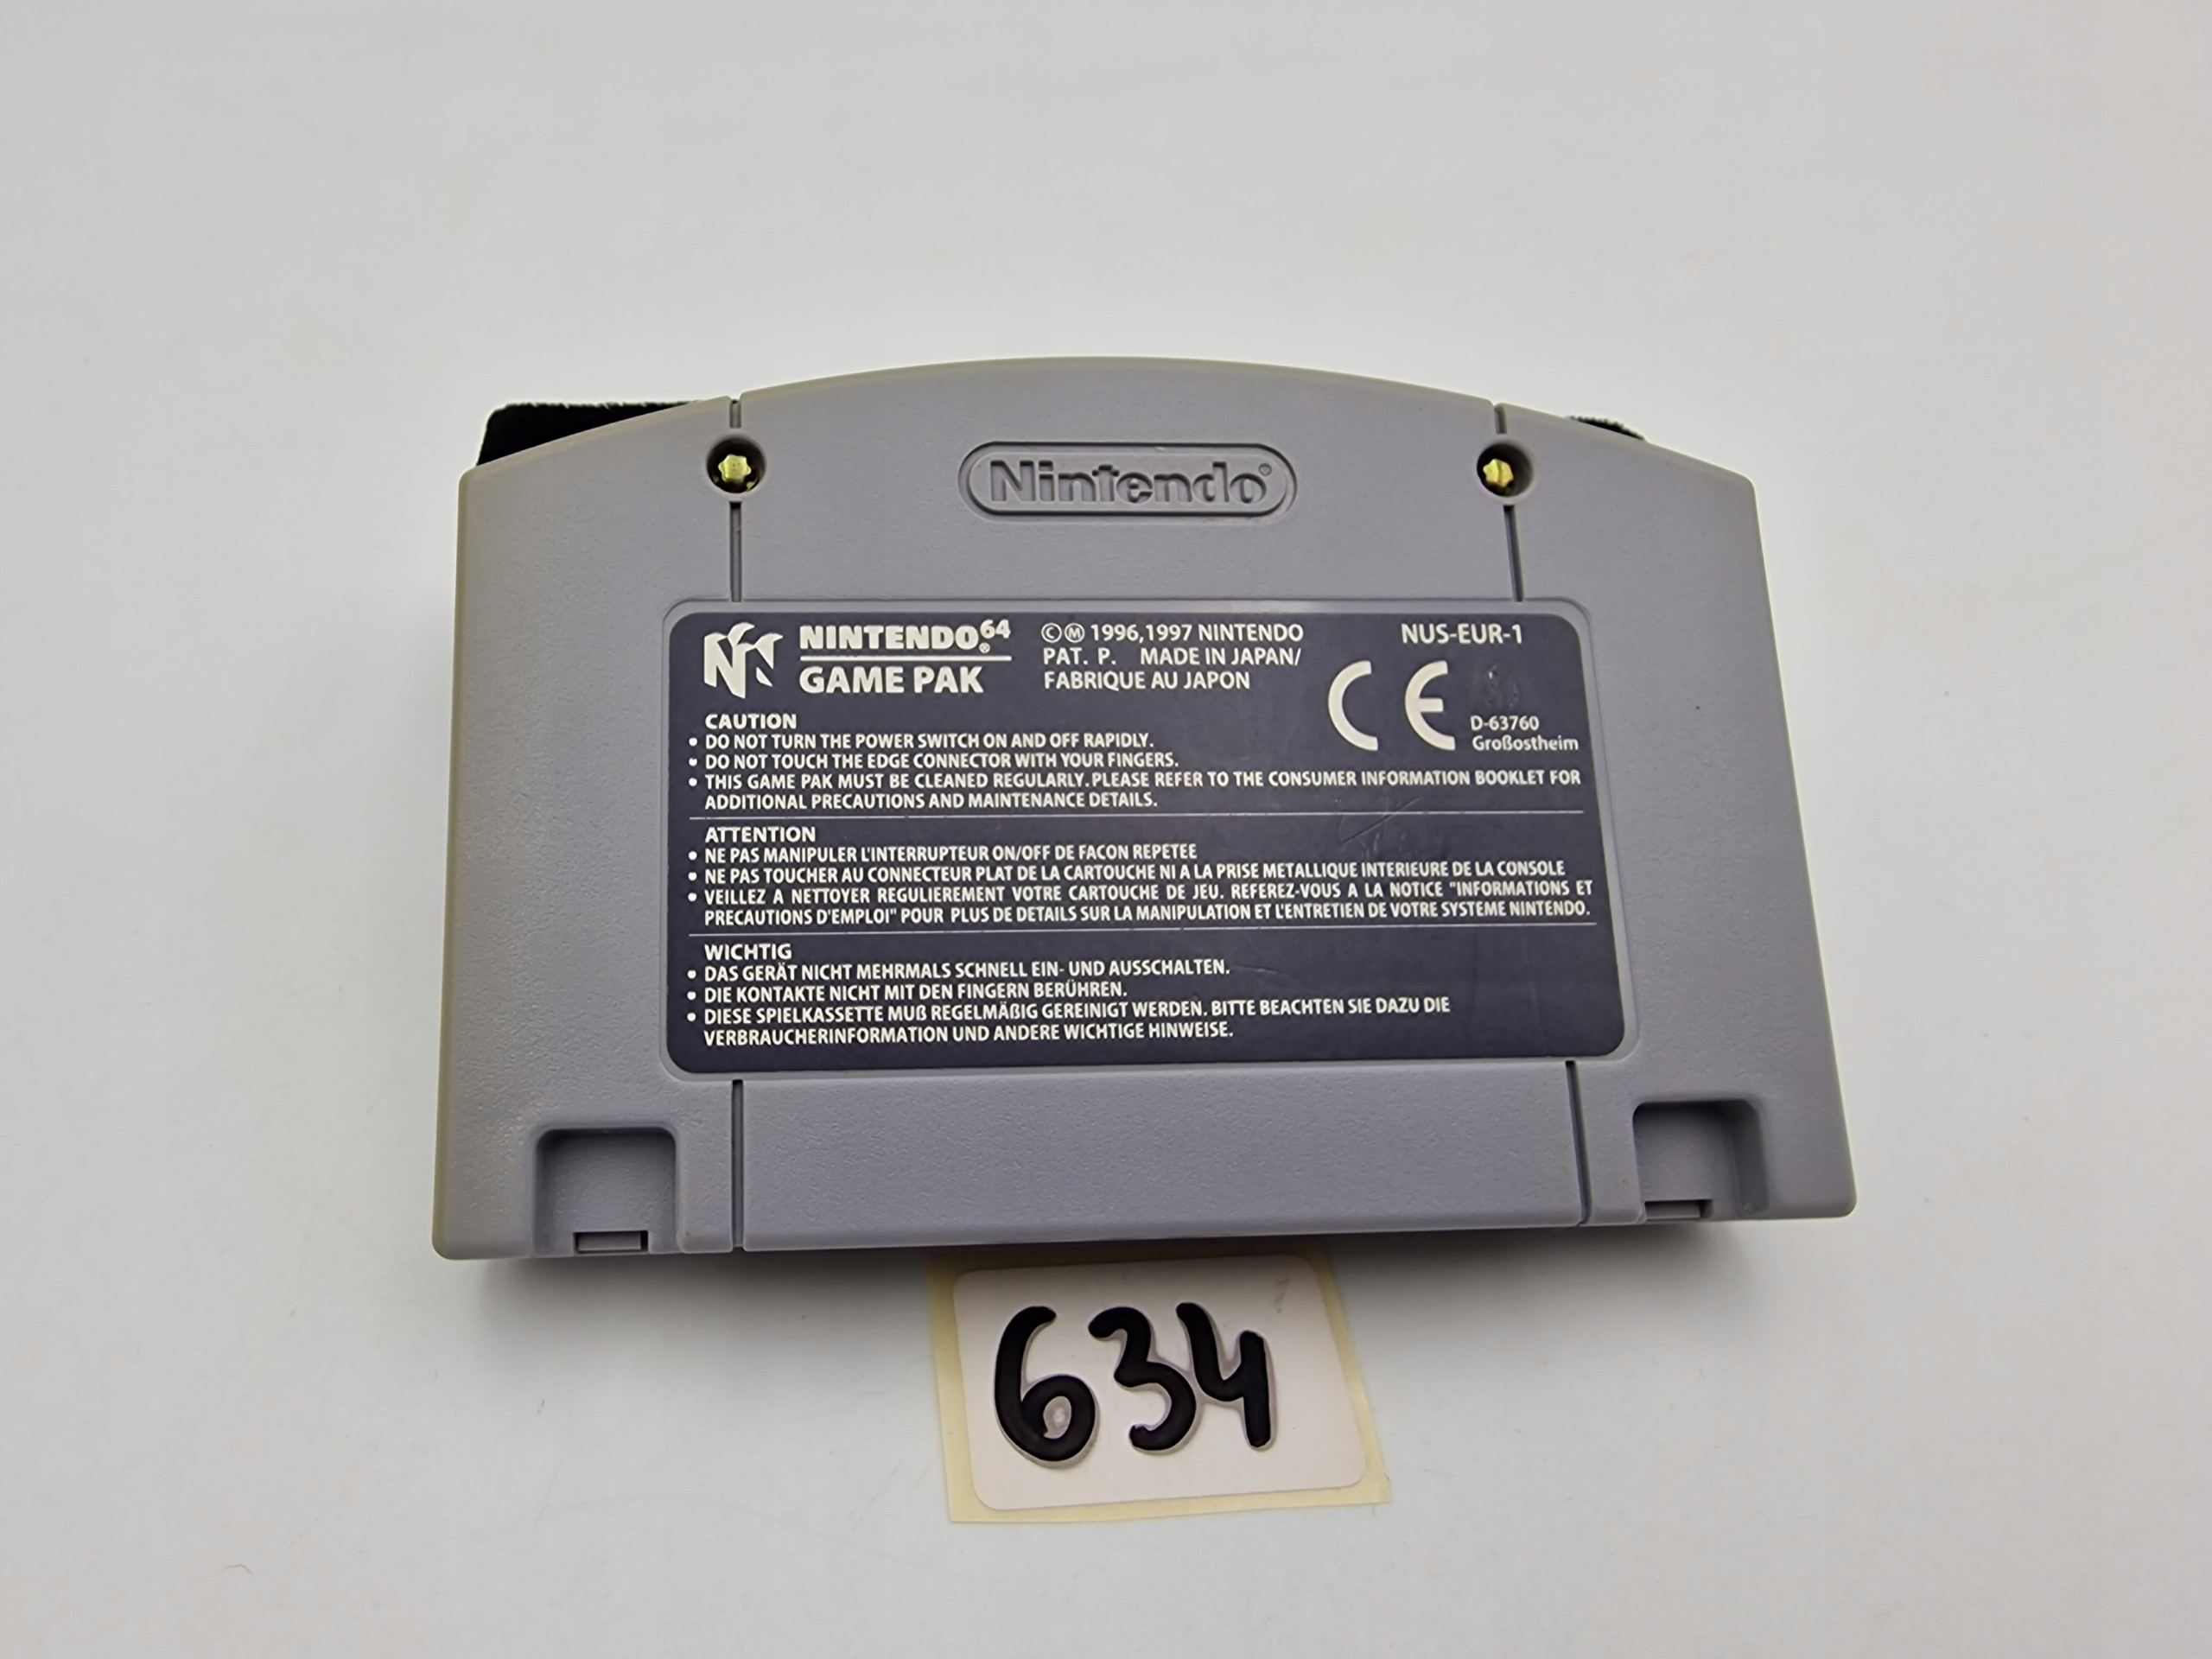 Nintendo®
NINTENDO64®
GAME PAK
©Ⓜ 1996,1997 NINTENDO
PAT. P. MADE IN JAPAN/
FABRIQUE AU JAPON
NUS-EUR-1
CE
D-63760
Großostheim
CAUTION
• DO NOT TURN THE POWER SWITCH ON AND OFF RAPIDLY.
• DO NOT TOUCH THE EDGE CONNECTOR WITH YOUR FINGERS.
• THIS GAME PAK MUST BE CLEANED REGULARLY. PLEASE REFER TO THE CONSUMER INFORMATION BOOKLET FOR
ADDITIONAL PRECAUTIONS AND MAINTENANCE DETAILS.
ATTENTION
• NE PAS MANIPULER L'INTERRUPTEUR ON/OFF DE FACON REPETEE
• NE PAS TOUCHER AU CONNECTEUR PLAT DE LA CARTOUCHE NI A LA PRISE METALLIQUE INTERIEURE DE LA CONSOLE
• VEILLEZ A NETTOYER REGULIEREMENT VOTRE CARTOUCHE DE JEU. REFEREZ-VOUS A LA NOTICE "INFORMATIONS ET
PRECAUTIONS D'EMPLOI" POUR PLUS DE DETAILS SUR LA MANIPULATION ET L'ENTRETIEN DE VOTRE SYSTEME NINTENDO.
WICHTIG
• DAS GERÄT NICHT MEHRMALS SCHNELL EIN- UND AUSSCHALTEN.
• DIE KONTAKTE NICHT MIT DEN FINGERN BERÜHREN.
• DIESE SPIELKASSETTE MUß REGELMÄßIG GEREINIGT WERDEN. BITTE BEACHTEN SIE DAZU DIE
VERBRAUCHERINFORMATION UND ANDERE WICHTIGE HINWEISE.
634